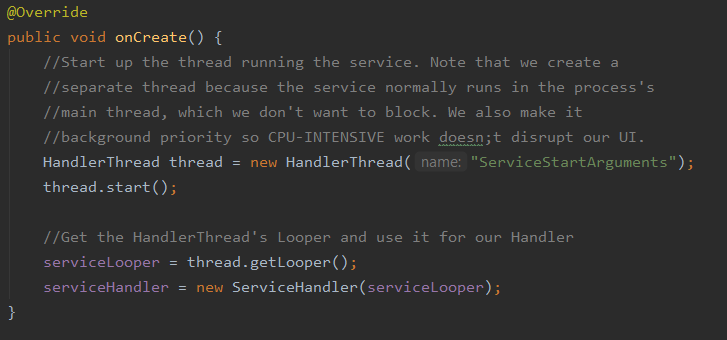 @Override
public void onCreate() {
//Start up the thread running the service. Note that we create a
//separate thread because the service normally runs in the process's
//main thread, which we don't want to block. We also make it
//background priority so CPU-INTENSIVE work doesn;t disrupt our UI.
HandlerThread thread = new HandlerThread( name: "ServiceStartArguments");
thread.start();
//Get the HandlerThread's Looper and use it for our Handler
serviceLooper = thread.getLooper();
serviceHandler = new ServiceHandler(serviceLooper);
}